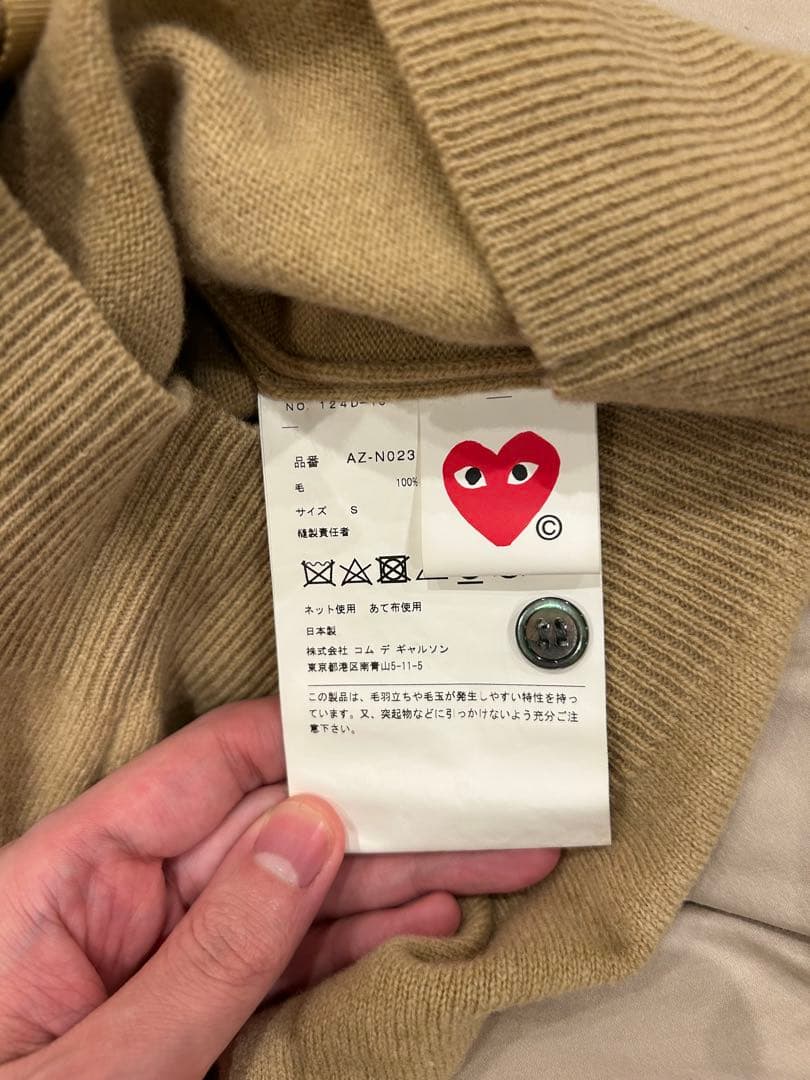 品番 AZ-N023
毛 100%
サイズ S
縫製責任者
©
ネット使用 あて布使用
日本製
株式会社 コム デ ギャルソン
東京都港区南青山5-11-5
この製品は、毛羽立ちや毛玉が発生しやすい特性を持っ
ています。又、突起物などに引っかけないよう充分ご注
意下さい。